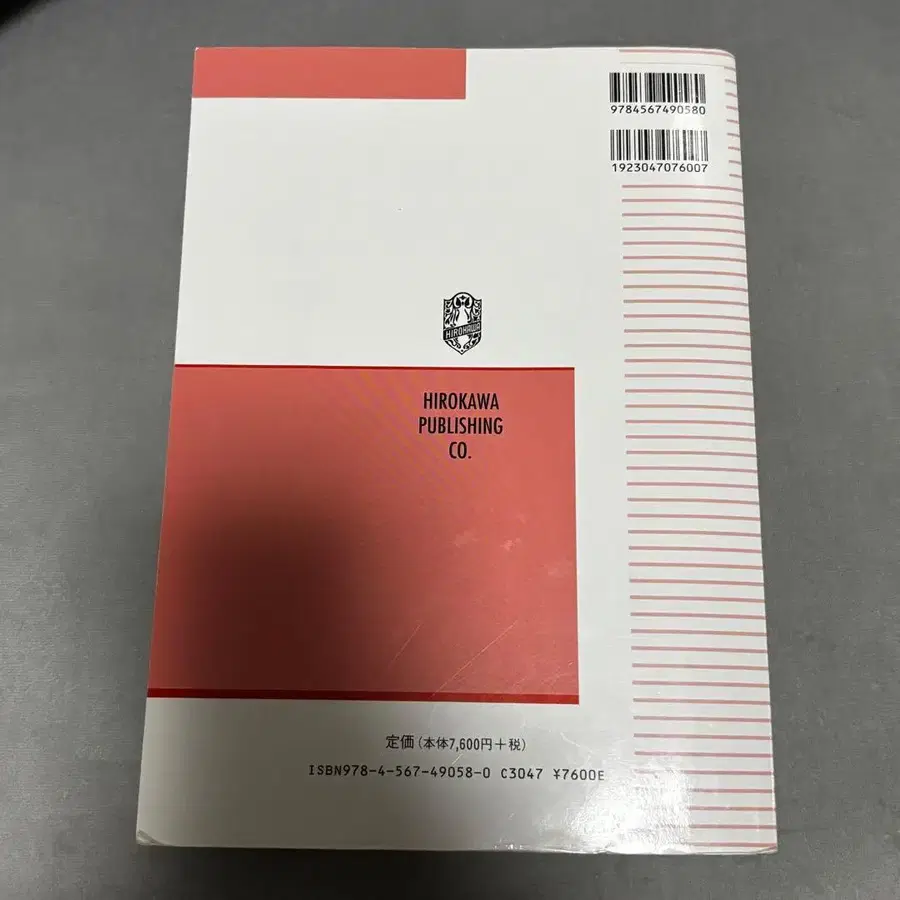 9784567490580
1923047076007
HIROKAWA
HIROKAWA
PUBLISHING
CO.
定価(本体7,600円+税)
ISBN978-4-567-49058-0 C3047 ¥7600E